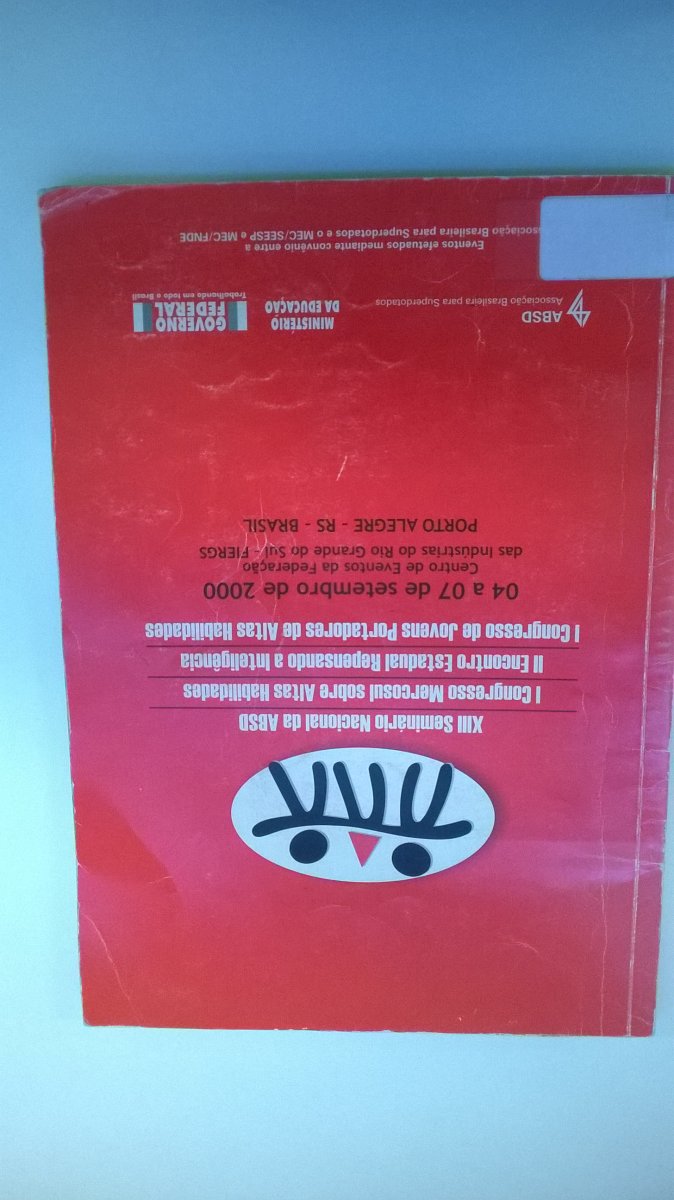 XIII Seminário Nacional da ABSD
I Congresso Mercosul sobre Altas Habilidades
II Encontro Estadual Repensando a Inteligência
I Congresso de Jovens Portadores de Altas Habilidades
04 a 07 de setembro de 2000
Centro de Eventos da Federação
das Indústrias do Rio Grande do Sul - FIERGS
PORTO ALEGRE - RS - BRASIL
ABSD
Associação Brasileira para Superdotados
MINISTÉRIO
DA EDUCAÇÃO
GOVERNO
FEDERAL
Trabalhando em todo o Brasil
Eventos efetuados mediante convênio entre a
Brasileira para Superdotados e o MEC/SEESP e MEC/FNDE